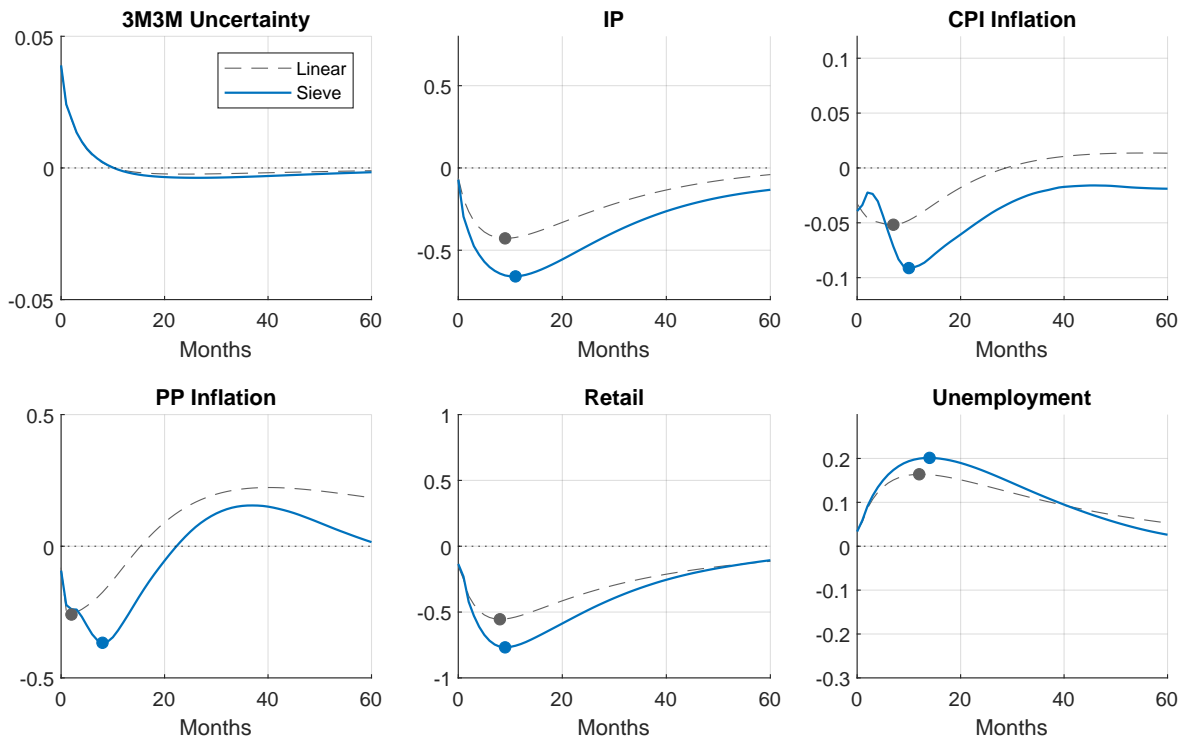 3M3M Uncertainty
0.05
0
-0.05
0 20 40 60
Months
Linear
Sieve
IP
0.5
0
-0.5
0 20 40 60
Months
CPI Inflation
0.1
0.05
0
-0.05
-0.1
0 20 40 60
Months
PP Inflation
0.5
0
-0.5
0 20 40 60
Months
Retail
1
0.5
0
-0.5
-1
0 20 40 60
Months
Unemployment
0.2
0.1
0
-0.1
-0.2
-0.3
0 20 40 60
Months